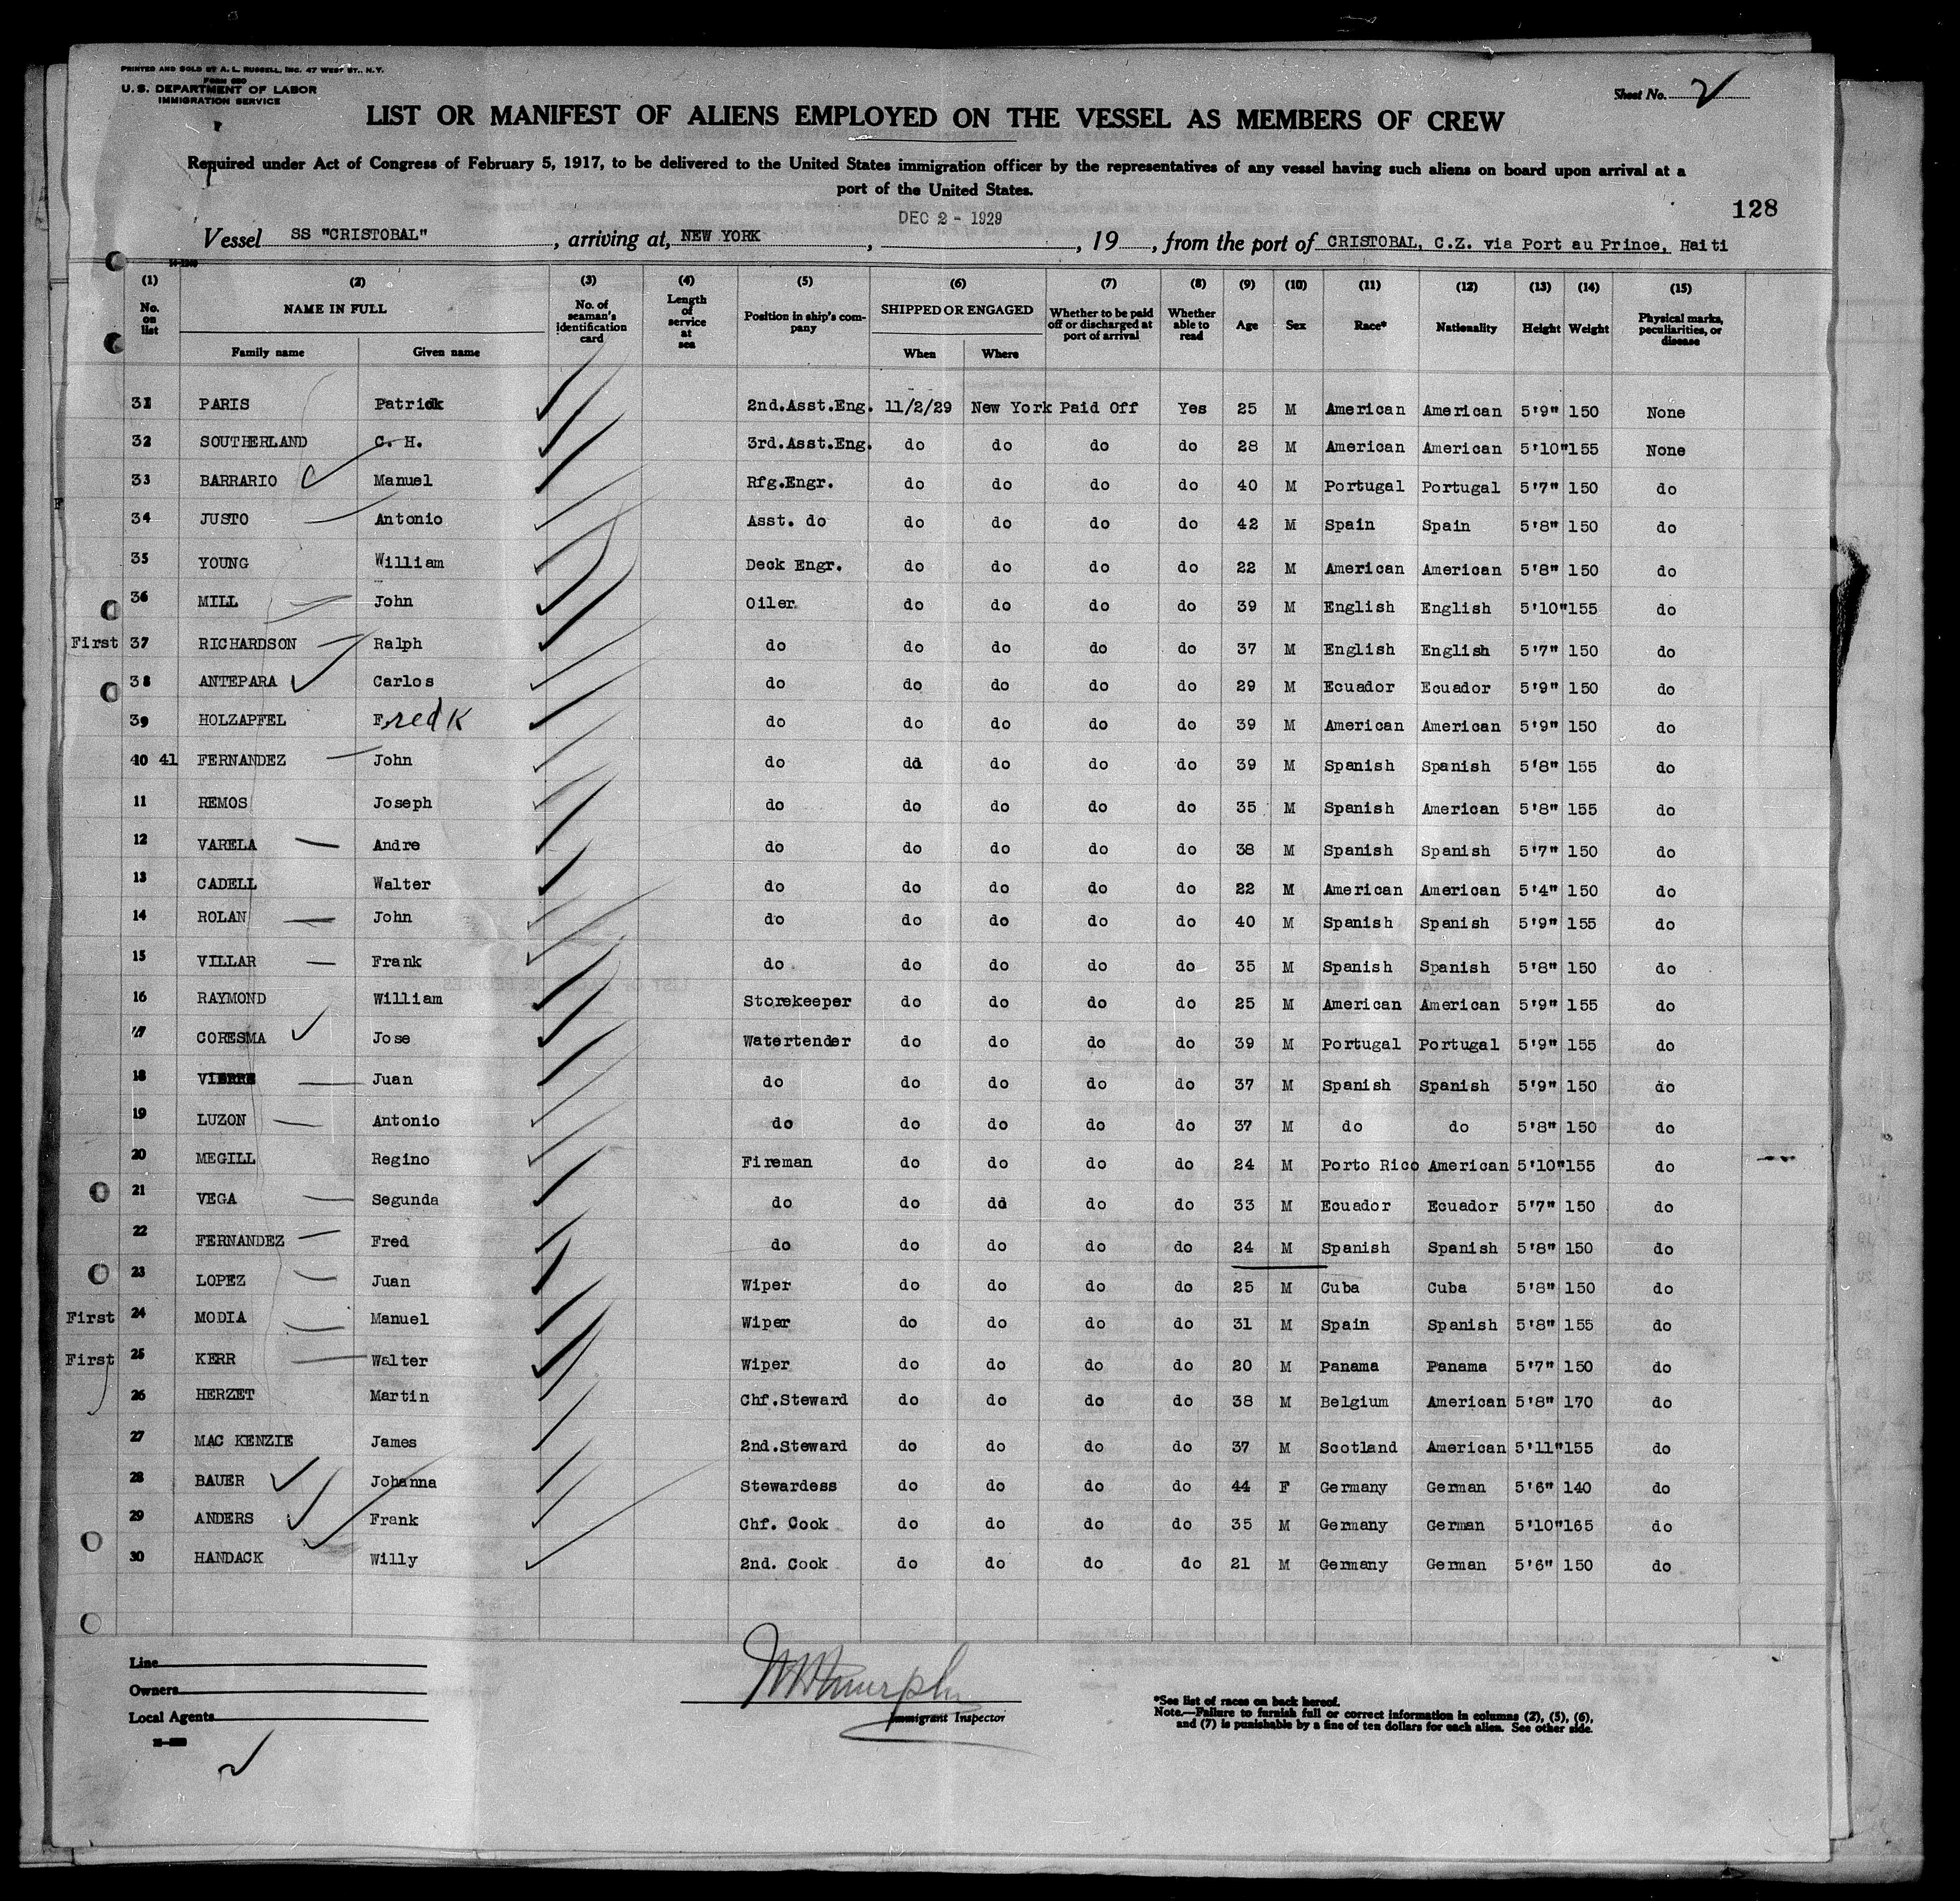 PRINTED AND SOLD BY A. L. RUSSELL, INC. 47 WEST ST., N.Y.
FORM 680
U. S. DEPARTMENT OF LABOR
IMMIGRATION SERVICE
Sheet No. 2
LIST OR MANIFEST OF ALIENS EMPLOYED ON THE VESSEL AS MEMBERS OF CREW
Required under Act of Congress of February 5, 1917, to be delivered to the United States immigration officer by the representatives of any vessel having such aliens on board upon arrival at a
port of the United States.
DEC 2 - 1929
128
Vessel SS "CRISTOBAL", arriving at, NEW YORK, , 19 , from the port of CRISTOBAL, C.Z. via Port au Prince, Haiti
(1) (2) (3) (4) (5) (6) (7) (8) (9) (10) (11) (12) (13) (14) (15)
No. on list NAME IN FULL No. of seaman's identification card Length of service at sea Position in ship's company SHIPPED OR ENGAGED Whether to be paid off or discharged at port of arrival Whether able to read Age Sex Race* Nationality Height Weight Physical marks, peculiarities, or disease
Family name Given name When Where
31 PARIS Patrick 2nd.Asst.Eng. 11/2/29 New York Paid Off Yes 25 M American American 5'9" 150 None
32 SOUTHERLAND C. H. 3rd.Asst.Eng. do do do do 28 M American American 5'10" 155 None
33 BARRARIO Manuel Rfg.Engr. do do do do 40 M Portugal Portugal 5'7" 150 do
34 JUSTO Antonio Asst. do do do do do 42 M Spain Spain 5'8" 150 do
35 YOUNG William Deck Engr. do do do do 22 M American American 5'8" 150 do
36 MILL John Oiler do do do do 39 M English English 5'10" 155 do
First 37 RICHARDSON Ralph do do do do do 37 M English English 5'7" 150 do
38 ANTEPARA Carlos do do do do do 29 M Ecuador Ecuador 5'9" 150 do
39 HOLZAPFEL Fred K do do do do do 39 M American American 5'9" 150 do
40 41 FERNANDEZ John do do do do do 39 M Spanish Spanish 5'8" 155 do
11 REMOS Joseph do do do do do 35 M Spanish American 5'8" 155 do
12 VARELA Andre do do do do do 38 M Spanish Spanish 5'7" 150 do
13 CADELL Walter do do do do do 22 M American American 5'4" 150 do
14 ROLAN John do do do do do 40 M Spanish Spanish 5'9" 155 do
15 VILLAR Frank do do do do do 35 M Spanish Spanish 5'8" 150 do
16 RAYMOND William Storekeeper do do do do 25 M American American 5'9" 155 do
17 CORESMA Jose Watertender do do do do 39 M Portugal Portugal 5'9" 155 do
18 Juan do do do do do 37 M Spanish Spanish 5'9" 150 do
19 LUZON Antonio do do do do do 37 M do do 5'8" 150 do
20 MEGILL Regino Fireman do do do do 24 M Porto Rico American 5'10" 155 do
21 VEGA Segunda do do do do do 33 M Ecuador Ecuador 5'7" 150 do
22 FERNANDEZ Fred do do do do do 24 M Spanish Spanish 5'8" 150 do
23 LOPEZ Juan Wiper do do do do 25 M Cuba Cuba 5'8" 150 do
First 24 MODIA Manuel Wiper do do do do 31 M Spain Spanish 5'8" 155 do
First 25 KERR Walter Wiper do do do do 20 M Panama Panama 5'7" 150 do
26 HERZET Martin Chf.Steward do do do do 38 M Belgium American 5'8" 170 do
27 MAC KENZIE James 2nd.Steward do do do do 37 M Scotland American 5'11" 155 do
28 BAUER Johanna Stewardess do do do do 44 F Germany German 5'6" 140 do
29 ANDERS Frank Chf. Cook do do do do 35 M Germany German 5'10" 165 do
30 HANDACK Willy 2nd. Cook do do do do 21 M Germany German 5'6" 150 do
Line
Owners
Local Agents
Immigrant Inspector
*See list of races on back hereof.
Note.—Failure to furnish full or correct information in columns (2), (5), (6),
and (7) is punishable by a fine of ten dollars for each alien. See other side.